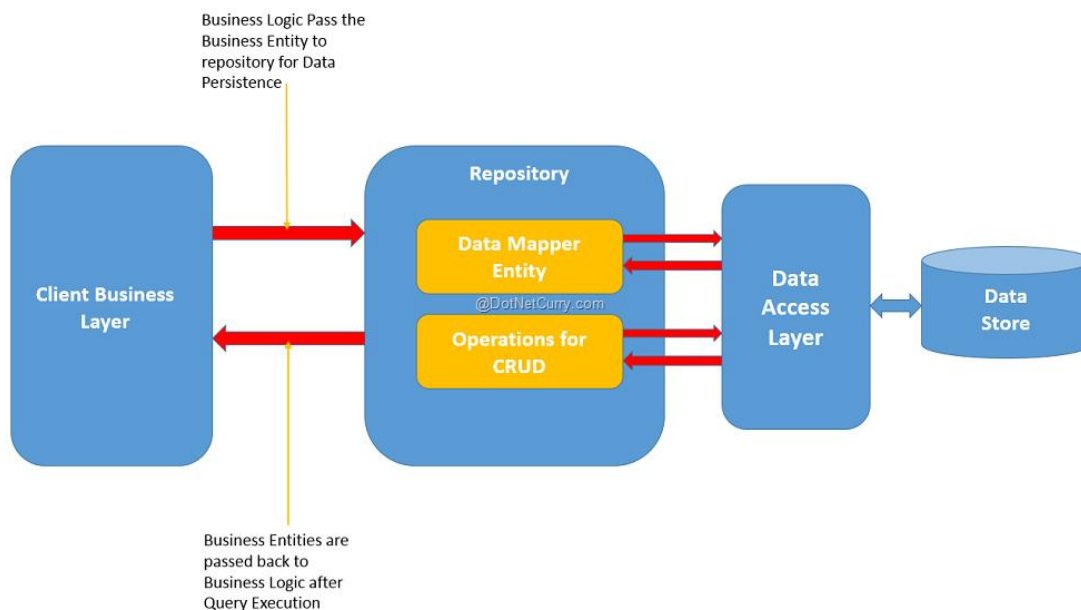 Business Logic Pass the
Business Entity to
repository for Data
Persistence
Client Business
Layer
Repository
Data Mapper
Entity
@DotNetCurry.com
Operations for
CRUD
Data
Access
Layer
Data
Store
Business Entities are
passed back to
Business Logic after
Query Execution